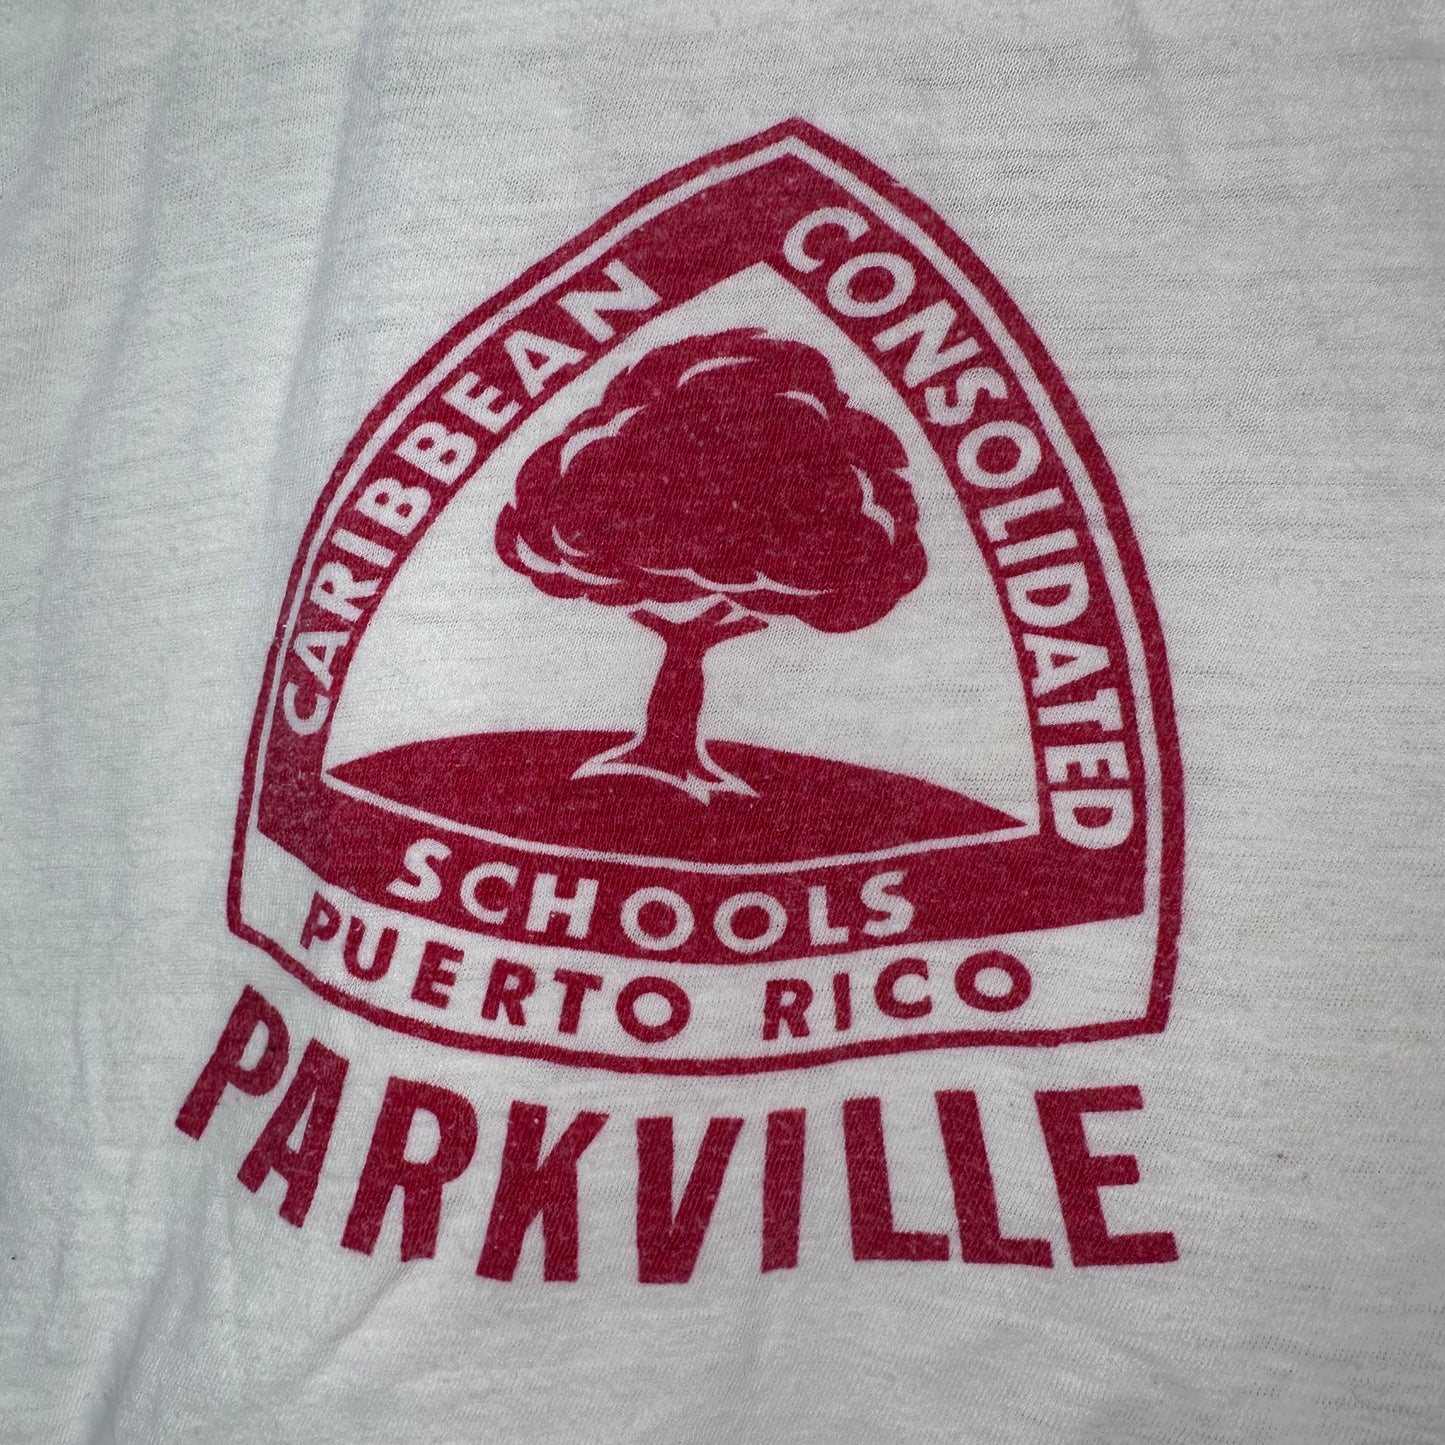 CARIBBEAN
CONSOLIDATED
SCHOOLS
PUERTO RICO
PARKVILLE